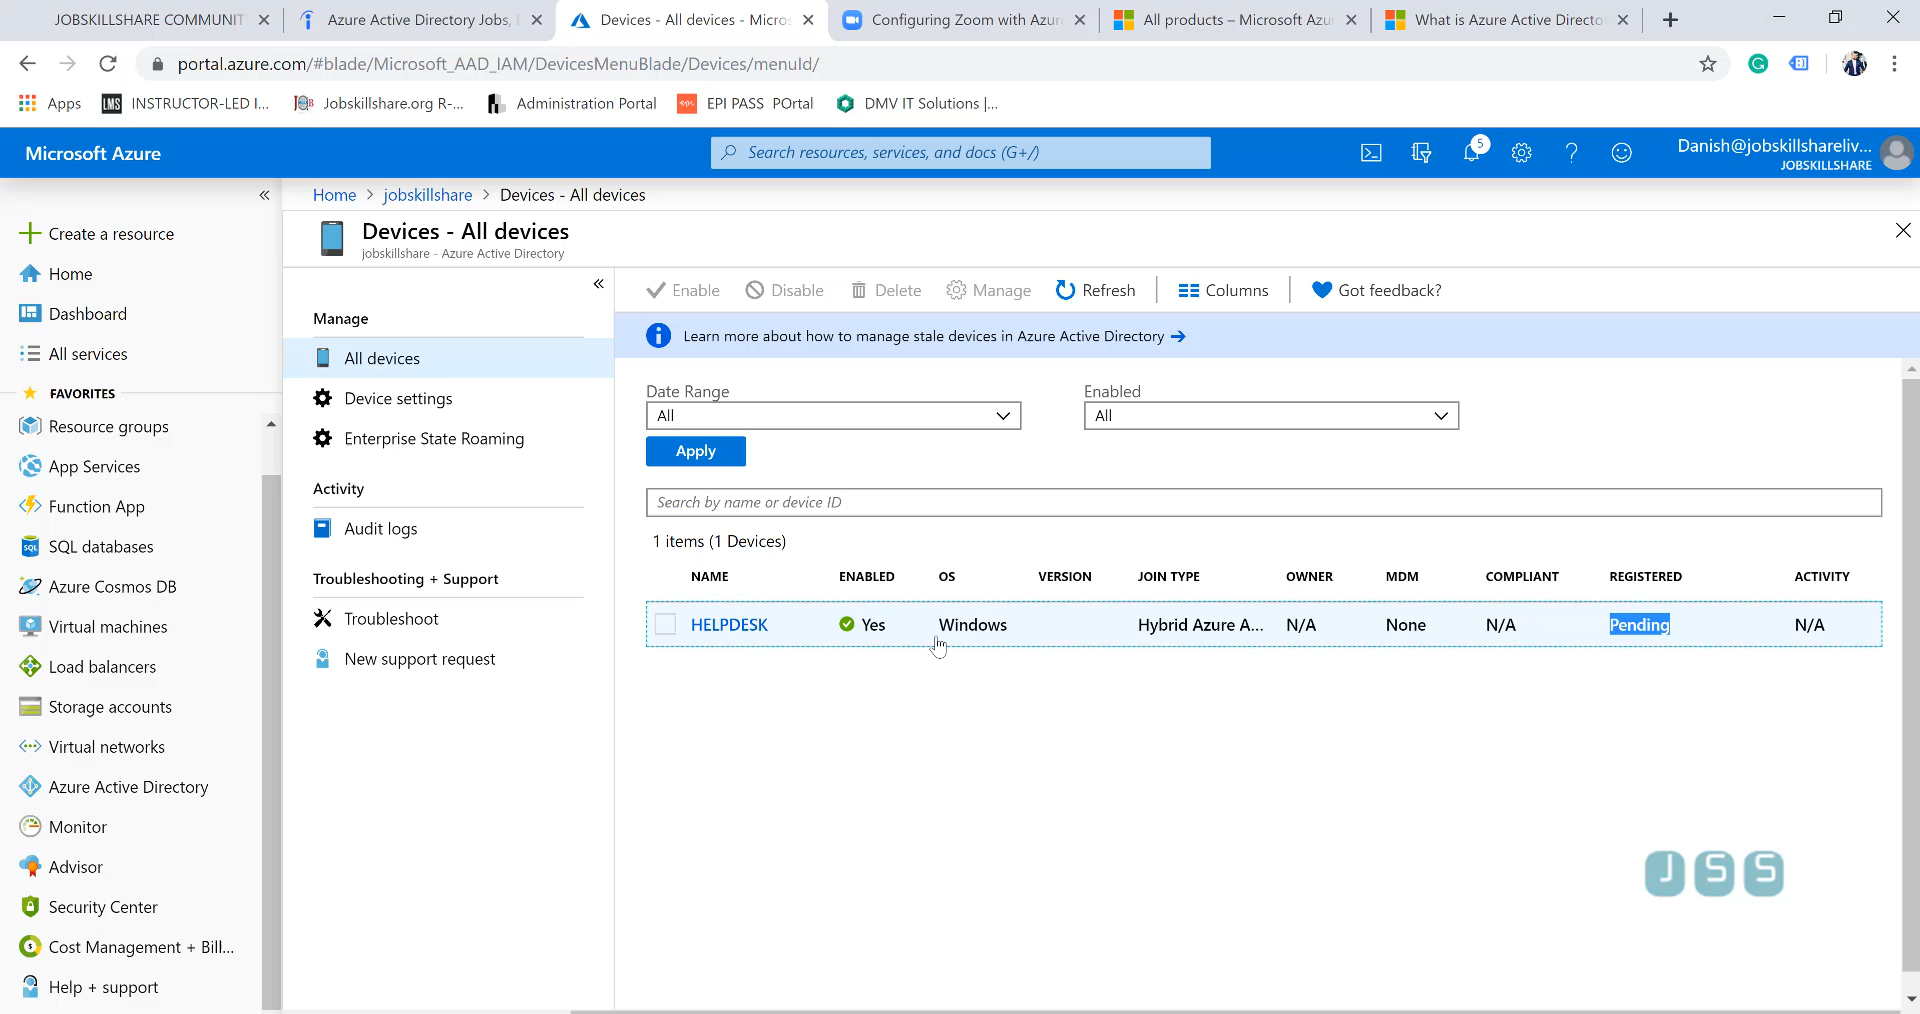 JOBSKILLSHARE COMMUNIT
Azure Active Directory Jobs,
Devices - All devices - Micros
Configuring Zoom with Azur
All products – Microsoft Azu
What is Azure Active Directo
portal.azure.com/#blade/Microsoft_AAD_IAM/DevicesMenuBlade/Devices/menuId/
Apps
LMS
INSTRUCTOR-LED I...
Jobskillshare.org R-...
Administration Portal
EPI PASS POrtal
DMV IT Solutions |...
Microsoft Azure
Search resources, services, and docs (G+/)
5
Danish@jobskillshareliv...
JOBSKILLSHARE
Home > jobskillshare > Devices - All devices
Devices - All devices
jobskillshare - Azure Active Directory
Create a resource
Home
Dashboard
All services
FAVORITES
Resource groups
App Services
Function App
SQL databases
Azure Cosmos DB
Virtual machines
Load balancers
Storage accounts
Virtual networks
Azure Active Directory
Monitor
Advisor
Security Center
Cost Management + Bill...
Help + support
Manage
All devices
Device settings
Enterprise State Roaming
Activity
Audit logs
Troubleshooting + Support
Troubleshoot
New support request
Enable
Disable
Delete
Manage
Refresh
Columns
Got feedback?
Learn more about how to manage stale devices in Azure Active Directory
Date Range
Enabled
All
All
Apply
Search by name or device ID
1 items (1 Devices)
NAME ENABLED OS VERSION JOIN TYPE OWNER MDM COMPLIANT REGISTERED ACTIVITY
HELPDESK Yes Windows Hybrid Azure A... N/A None N/A Pending N/A
JSS